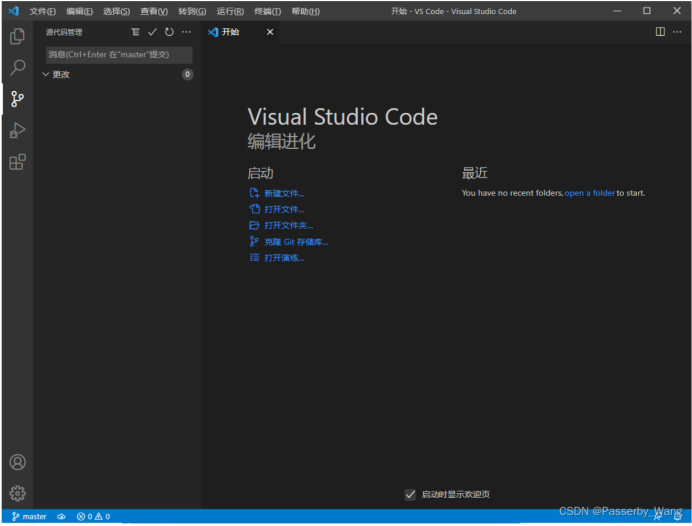 文件(F) 编辑(E) 选择(S) 查看(V) 转到(G) 运行(R) 终端(T) 帮助(H) 开始 - VS Code - Visual Studio Code
源代码管理
开始
消息(Ctrl+Enter 在"master"提交)
更改 0
Visual Studio Code
编辑进化
启动
新建文件...
打开文件...
打开文件夹...
克隆 Git 存储库...
打开演练...
最近
You have no recent folders, open a folder to start.
启动时显示欢迎页
master 0 0
CSDN @Passerby_Wang